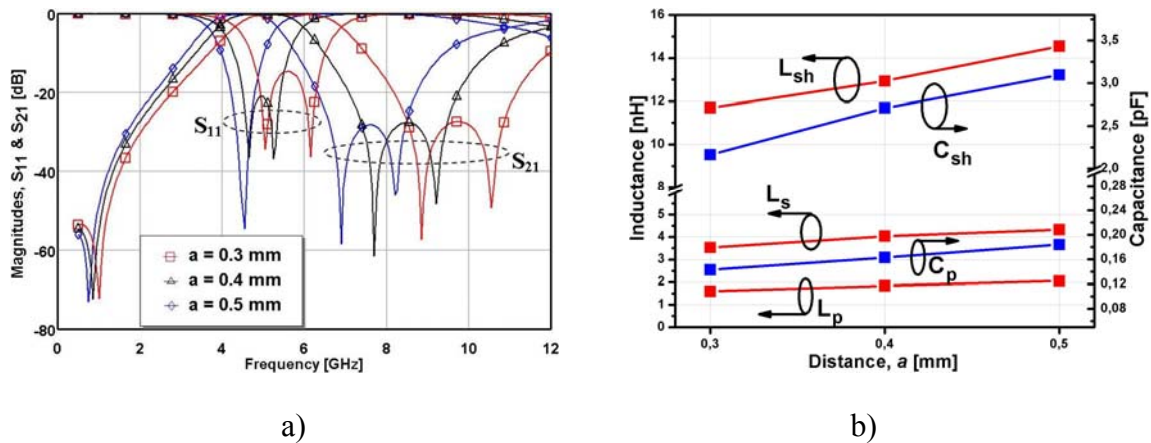 Magnitudes, S11 & S21 [dB]
0
-20
-40
-60
-80
S11
S21
a = 0.3 mm
a = 0.4 mm
a = 0.5 mm
0 2 4 6 8 10 12
Frequency [GHz]
a)
Inductance [nH]
16
14
12
10
8
5
4
3
2
1
0
Lsh
Csh
Ls
Cp
Lp
3,5
3,0
2,5
2,0
0,28
0,24
0,20
0,16
0,12
0,08
Capacitance [pF]
0,3 0,4 0,5
Distance, a [mm]
b)